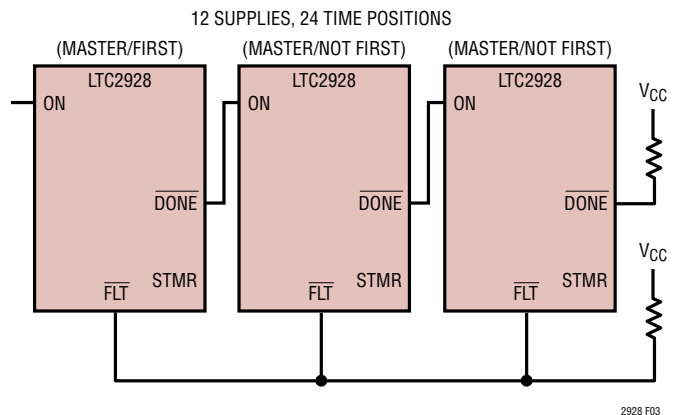 12 SUPPLIES, 24 TIME POSITIONS
(MASTER/FIRST) (MASTER/NOT FIRST) (MASTER/NOT FIRST)
LTC2928 LTC2928 LTC2928
VCC
ON ON ON
DONE DONE DONE
VCC
STMR STMR STMR
FLT FLT FLT
2928 F03